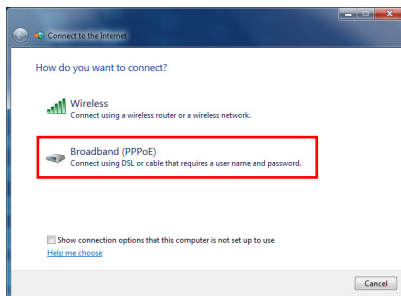 Connect to the Internet
How do you want to connect?
Wireless
Connect using a wireless router or a wireless network.
Broadband (PPPoE)
Connect using DSL or cable that requires a user name and password.
Show connection options that this computer is not set up to use
Help me choose
Cancel